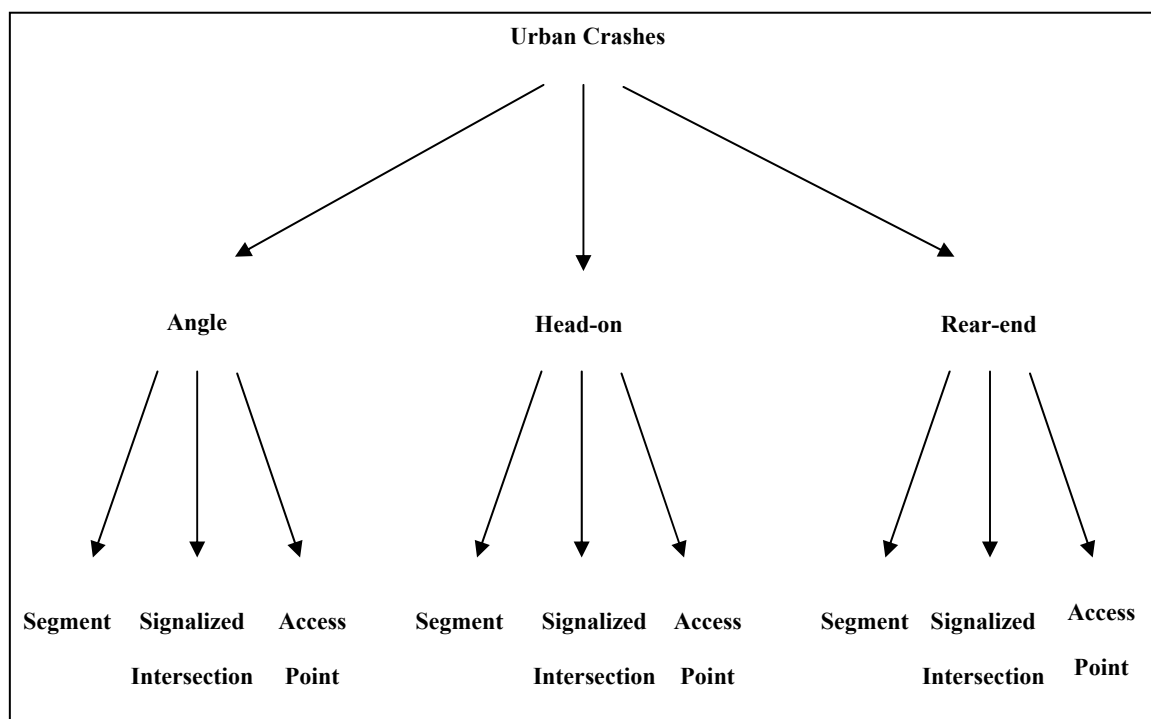 Urban Crashes
Angle Head-on Rear-end
Segment Signalized Intersection Access Point Segment Signalized Intersection Access Point Segment Signalized Intersection Access Point